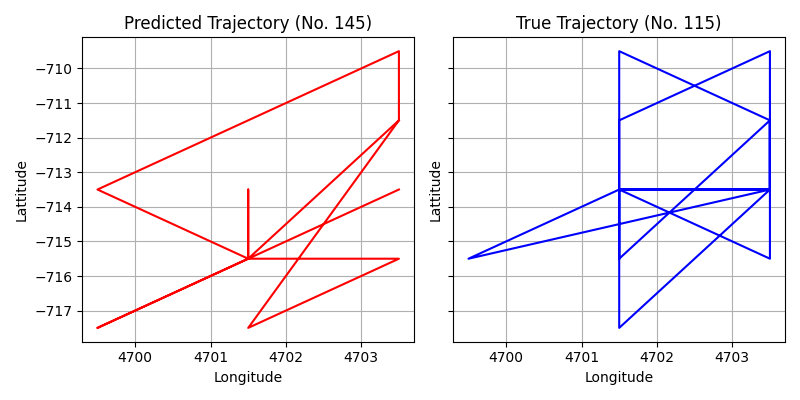 Predicted Trajectory (No. 145)
True Trajectory (No. 115)
Lattitude
−710
−711
−712
−713
−714
−715
−716
−717
4700 4701 4702 4703
Longitude
Lattitude
4700 4701 4702 4703
Longitude